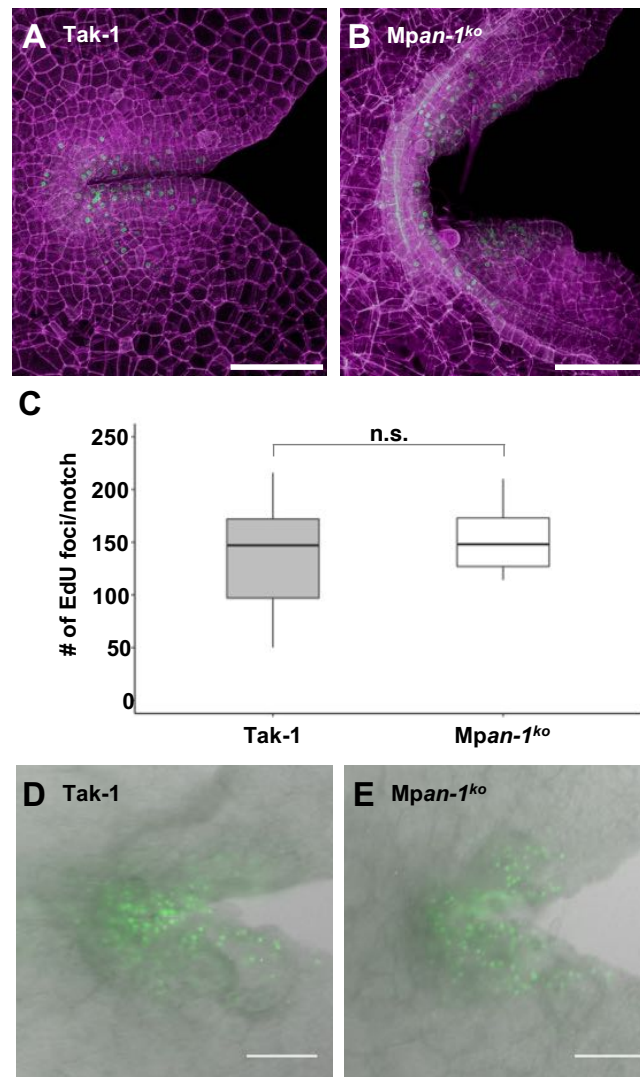 A Tak-1
B Mpan-1ko
C
n.s.
# of EdU foci/notch
250
200
150
100
50
0
Tak-1
Mpan-1ko
D Tak-1
E Mpan-1ko